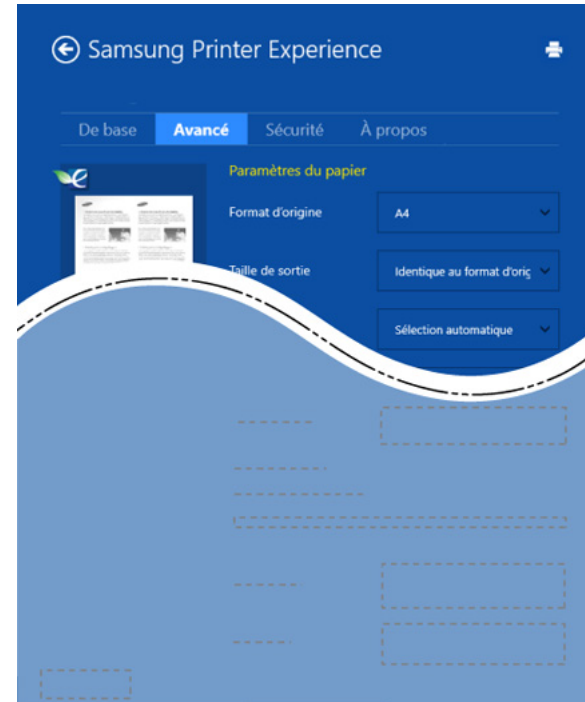 Samsung Printer Experience
De base Avancé Sécurité À propos
Paramètres du papier
Format d'origine A4
Taille de sortie Identique au format d'orig
Sélection automatique